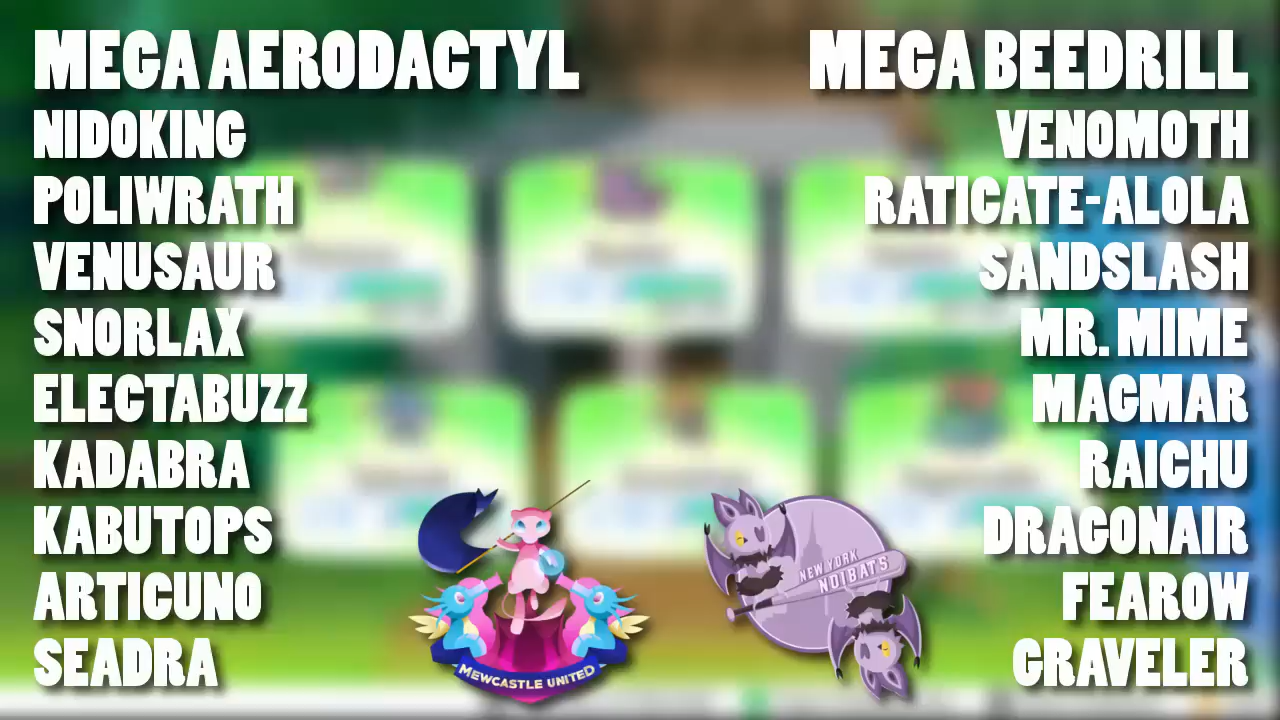 MEGA AERODACTYL
NIDOKING
POLIWRATH
VENUSAUR
SNORLAX
ELECTABUZZ
KADABRA
KABUTOPS
ARTICUNO
SEADRA
MEGA BEEDRILL
VENOMOTH
RATICATE-ALOLA
SANDSLASH
MR. MIME
MAGMAR
RAICHU
DRAGONAIR
FEAROW
GRAVELER
MEWCASTLE UNITED
NEW YORK
NOIBATS